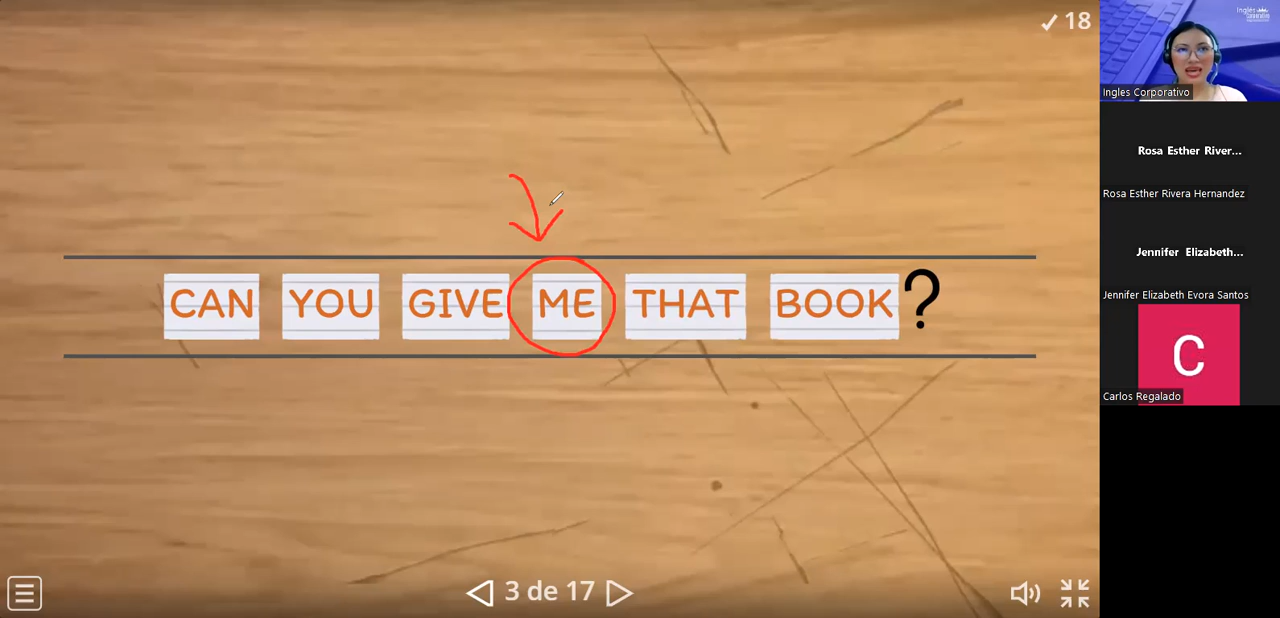 ✓ 18
CAN YOU GIVE ME THAT BOOK?
3 de 17
Ingles Corporativo
Rosa Esther River...
Rosa Esther Rivera Hernandez
Jennifer Elizabeth...
Jennifer Elizabeth Evora Santos
C
Carlos Regalado